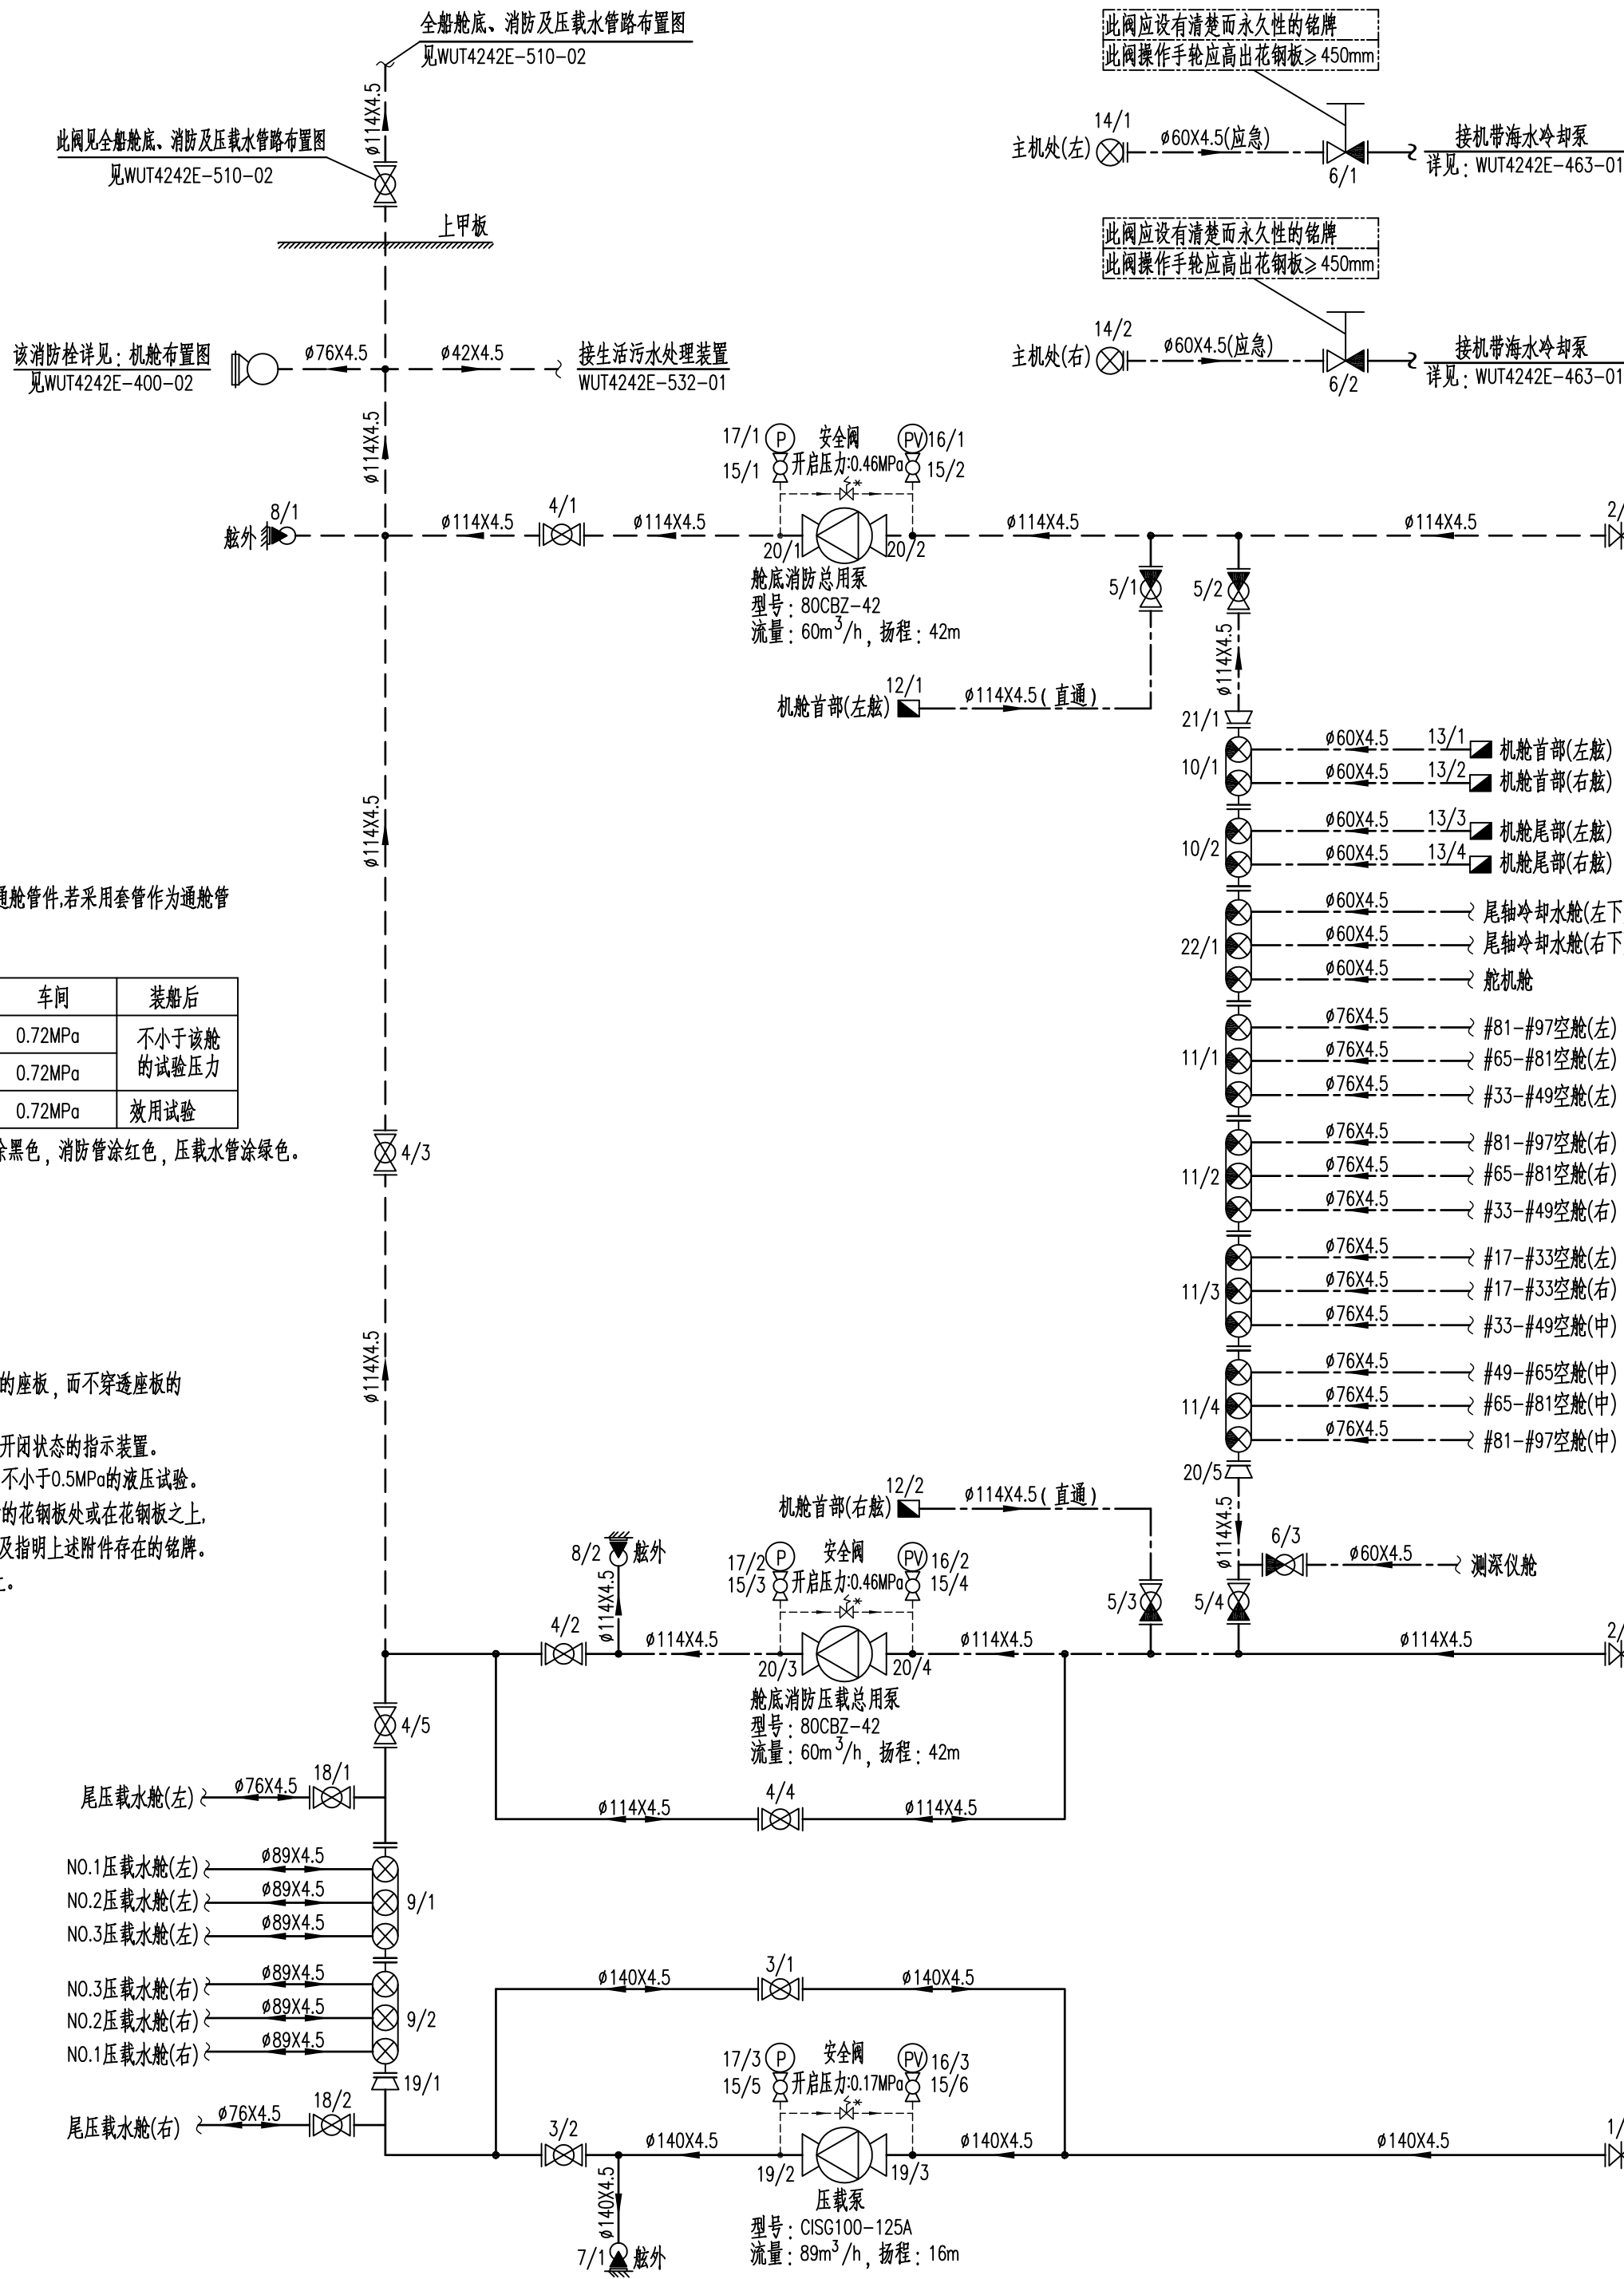 全船舱底、消防及压载水管路布置图
见WUT4242E-510-02
此阀见全船舱底、消防及压载水管路布置图
见WUT4242E-510-02
ø114X4.5
上甲板
此阀应设有清楚而永久性的铭牌
此阀操作手轮应高出花钢板≥450mm
主机处(左)
14/1
ø60X4.5(应急)
6/1
接机带海水冷却泵
详见：WUT4242E-463-01
此阀应设有清楚而永久性的铭牌
此阀操作手轮应高出花钢板≥450mm
主机处(右)
14/2
ø60X4.5(应急)
6/2
接机带海水冷却泵
详见：WUT4242E-463-01
该消防栓详见：机舱布置图
见WUT4242E-400-02
ø76X4.5
ø42X4.5
接生活污水处理装置
WUT4242E-532-01
ø114X4.5
17/1
P
安全阀
PV
16/1
15/1
开启压力:0.46MPa
15/2
舷外
8/1
ø114X4.5
4/1
ø114X4.5
20/1
20/2
ø114X4.5
ø114X4.5
2/
舱底消防总用泵
型号：80CBZ-42
流量：60m³/h，扬程：42m
5/1
5/2
ø114X4.5
机舱首部(左舷)
12/1
ø114X4.5(直通)
21/1
10/1
ø60X4.5
13/1
机舱首部(左舷)
ø60X4.5
13/2
机舱首部(右舷)
10/2
ø60X4.5
13/3
机舱尾部(左舷)
ø60X4.5
13/4
机舱尾部(右舷)
22/1
ø60X4.5
尾轴冷却水舱(左下
ø60X4.5
尾轴冷却水舱(右下
ø60X4.5
舵机舱
11/1
ø76X4.5
#81-#97空舱(左)
ø76X4.5
#65-#81空舱(左)
ø76X4.5
#33-#49空舱(左)
11/2
ø76X4.5
#81-#97空舱(右)
ø76X4.5
#65-#81空舱(右)
ø76X4.5
#33-#49空舱(右)
11/3
ø76X4.5
#17-#33空舱(左)
ø76X4.5
#17-#33空舱(右)
ø76X4.5
#33-#49空舱(中)
11/4
ø76X4.5
#49-#65空舱(中)
ø76X4.5
#65-#81空舱(中)
ø76X4.5
#81-#97空舱(中)
20/5
ø114X4.5
ø114X4.5
通舱管件,若采用套管作为通舱管
车间 装船后
0.72MPa 不小于该舱
的试验压力
0.72MPa
0.72MPa 效用试验
涂黑色，消防管涂红色，压载水管涂绿色。
4/3
ø114X4.5
的座板，而不穿透座板的
开闭状态的指示装置。
不小于0.5MPa的液压试验。
的花钢板处或在花钢板之上,
及指明上述附件存在的铭牌。
上。
机舱首部(右舷)
12/2
ø114X4.5(直通)
6/3
ø60X4.5
测深仪舱
5/3
5/4
8/2
舷外
ø114X4.5
17/2
P
安全阀
PV
16/2
15/3
开启压力:0.46MPa
15/4
4/2
ø114X4.5
20/3
20/4
ø114X4.5
ø114X4.5
2/
舱底消防压载总用泵
型号：80CBZ-42
流量：60m³/h，扬程：42m
4/5
4/4
ø114X4.5
ø114X4.5
尾压载水舱(左)
ø76X4.5
18/1
NO.1压载水舱(左)
ø89X4.5
NO.2压载水舱(左)
ø89X4.5
9/1
NO.3压载水舱(左)
ø89X4.5
NO.3压载水舱(右)
ø89X4.5
NO.2压载水舱(右)
ø89X4.5
9/2
NO.1压载水舱(右)
ø89X4.5
19/1
尾压载水舱(右)
ø76X4.5
18/2
3/1
ø140X4.5
ø140X4.5
17/3
P
安全阀
PV
16/3
15/5
开启压力:0.17MPa
15/6
3/2
ø140X4.5
19/2
19/3
ø140X4.5
ø140X4.5
1/
ø140X4.5
7/1
舷外
压载泵
型号：CISG100-125A
流量：89m³/h，扬程：16m